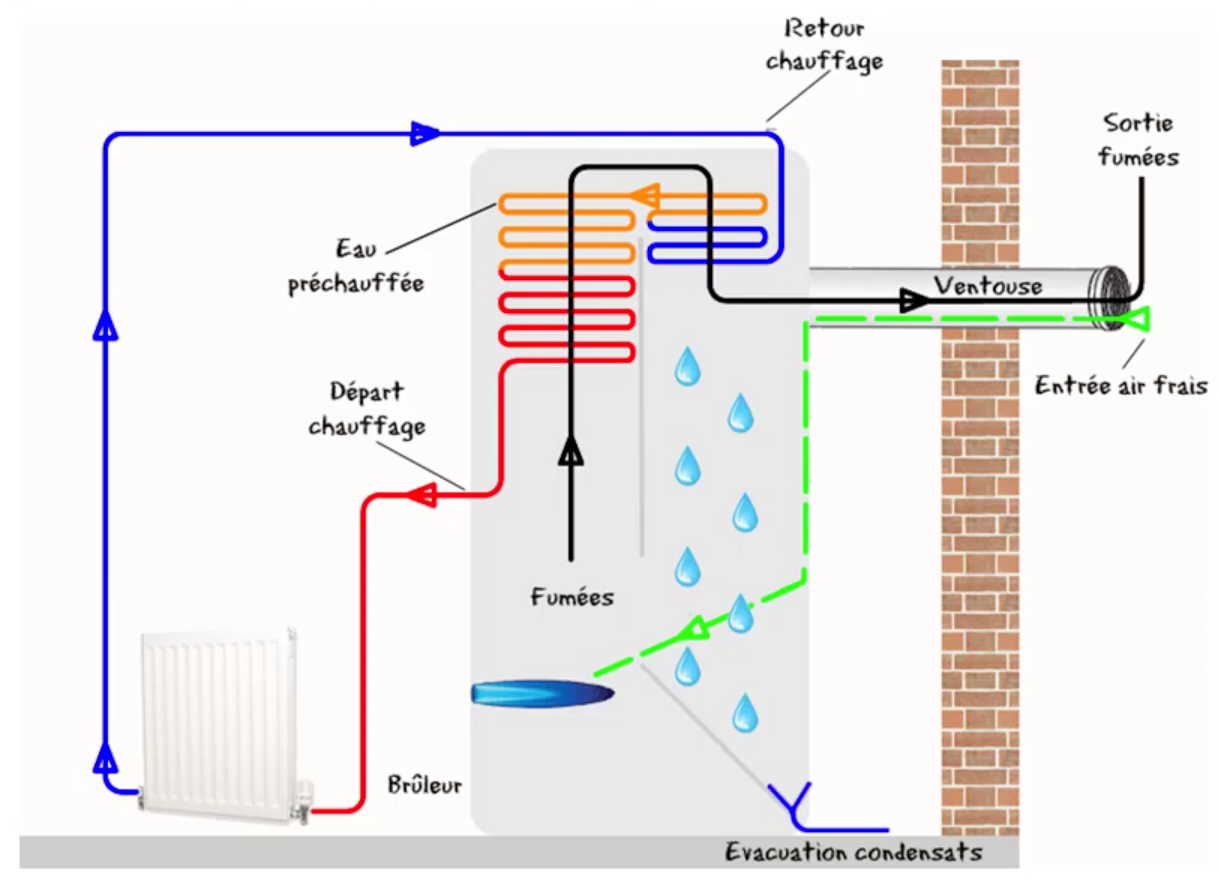 Retour
chauffage
Sortie
fumées
Eau
préchauffée
Ventouse
Départ
chauffage
Entrée air frais
Fumées
Brûleur
Evacuation condensats